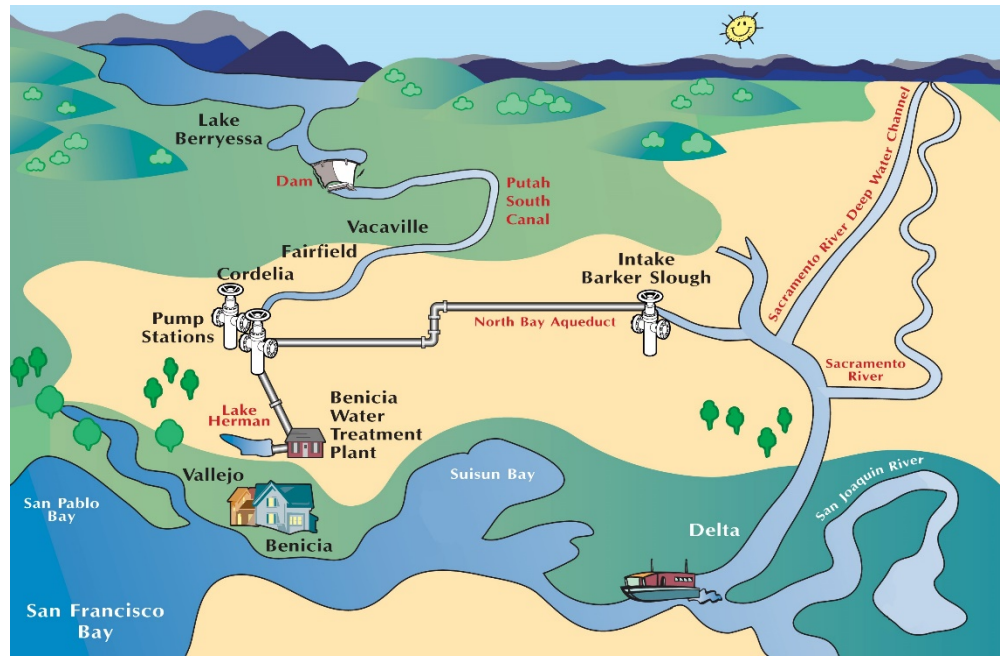 Lake
Berryessa
Dam
Putah
South
Canal
Sacramento River Deep Water Channel
Vacaville
Fairfield
Cordelia
Intake
Barker Slough
Pump
Stations
North Bay Aqueduct
Sacramento
River
Lake
Herman
Benicia
Water
Treatment
Plant
Vallejo
Suisun Bay
San Joaquin River
San Pablo
Bay
Benicia
Delta
San Francisco
Bay